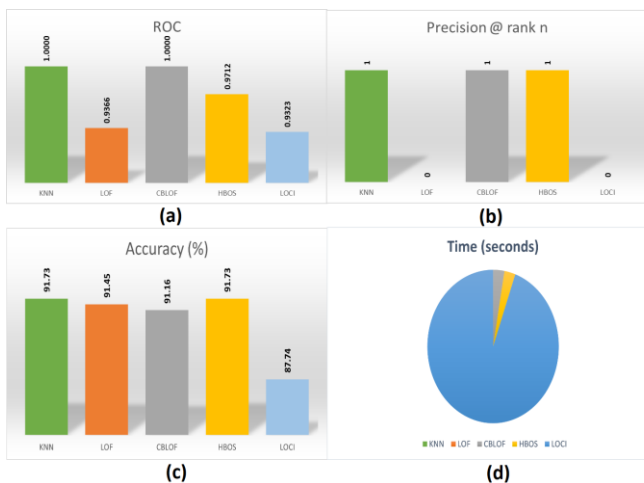 ROC
1.0000
0.9366
1.0000
0.9712
0.9323
KNN LOF CBLOF HBOS LOCI
(a)
Precision @ rank n
1
0
1
1
0
KNN LOF CBLOF HBOS LOCI
(b)
Accuracy (%)
91.73
91.45
91.16
91.73
87.74
KNN LOF CBLOF HBOS LOCI
(c)
Time (seconds)
KNN LOF CBLOF HBOS LOCI
(d)